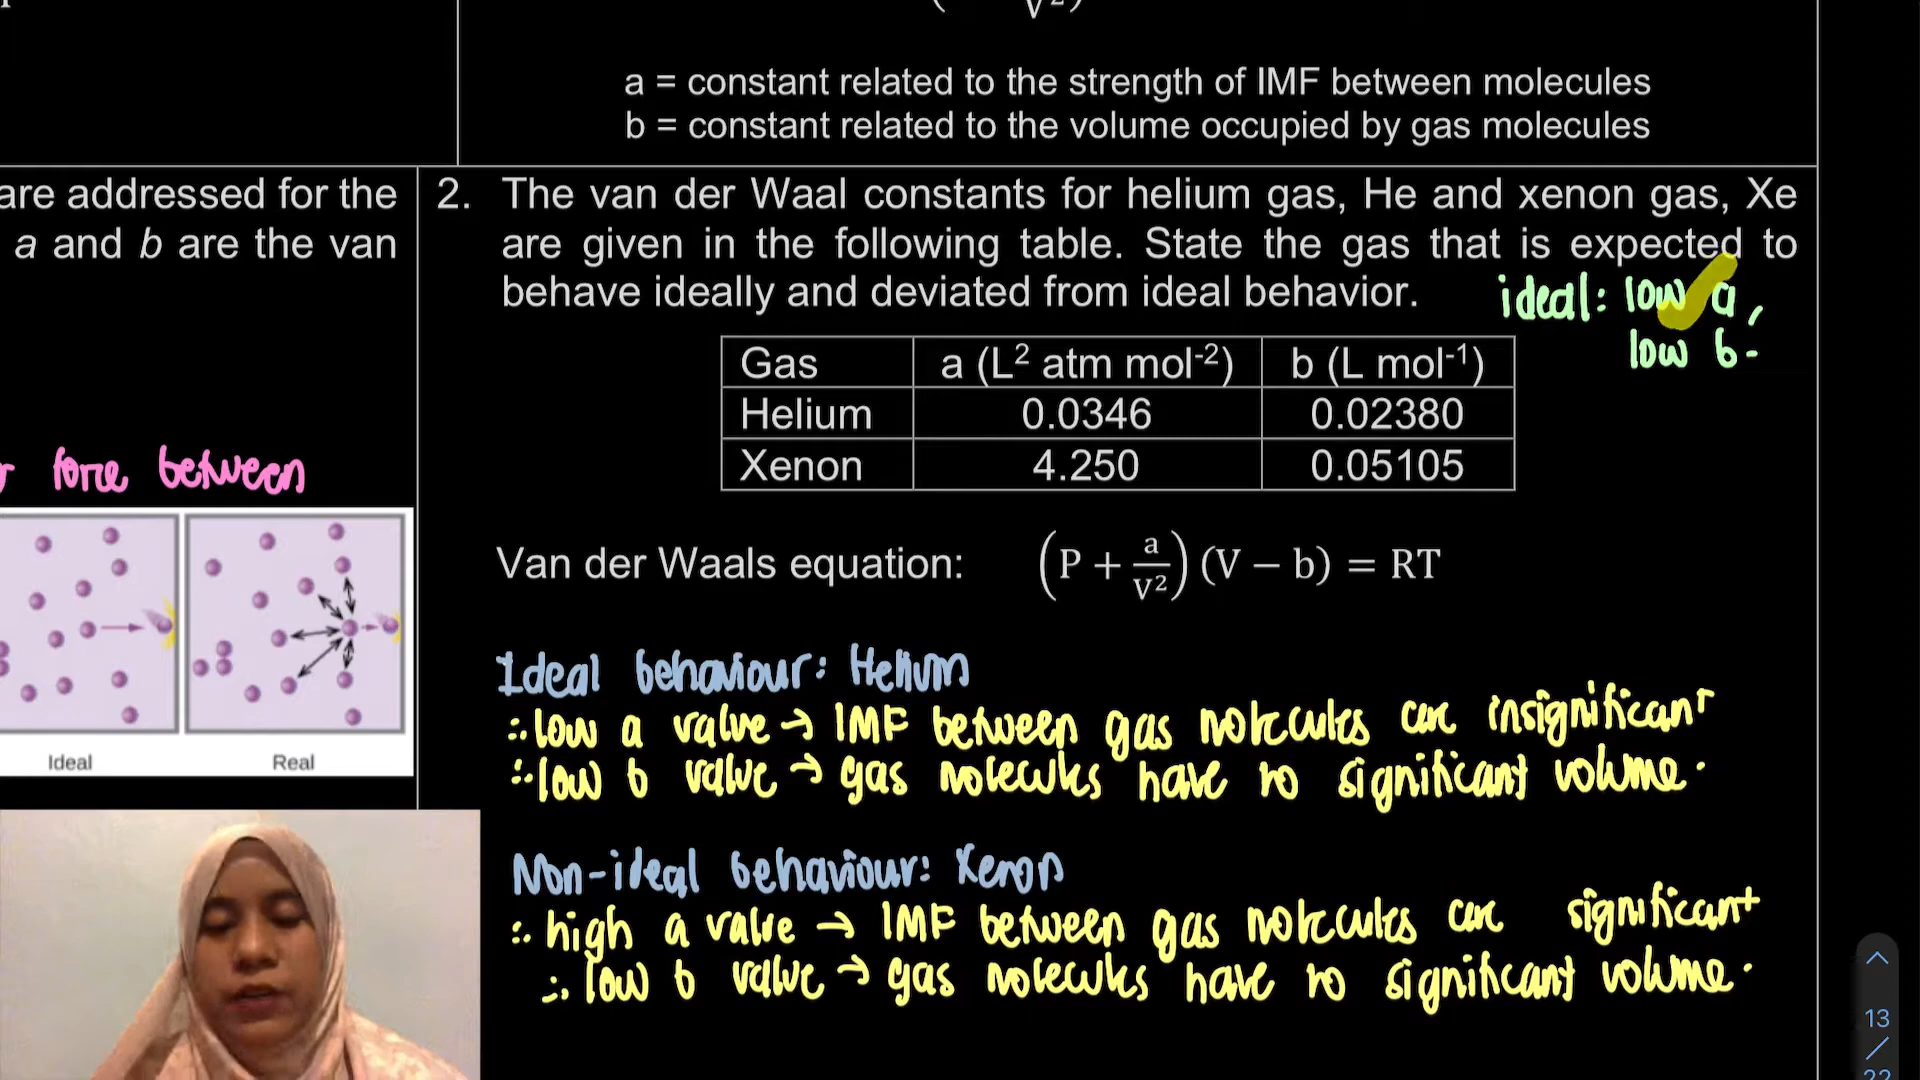 a = constant related to the strength of IMF between molecules
b = constant related to the volume occupied by gas molecules
are addressed for the
a and b are the van
force between
Ideal
Real
2. The van der Waal constants for helium gas, He and xenon gas, Xe
are given in the following table. State the gas that is expected to
behave ideally and deviated from ideal behavior.
ideal: low a,
low b.
Gas a (L² atm mol⁻²) b (L mol⁻¹)
Helium 0.0346 0.02380
Xenon 4.250 0.05105
Van der Waals equation: (P + a/V²) (V − b) = RT
Ideal behaviour: Helium
∴ low a value → IMF between gas molecules are insignificant
∴ low b value → gas molecules have no significant volume.
Non-ideal behaviour: Xenon
∴ high a value → IMF between gas molecules are significant
∴ low b value → gas molecules have no significant volume.
13
/
22